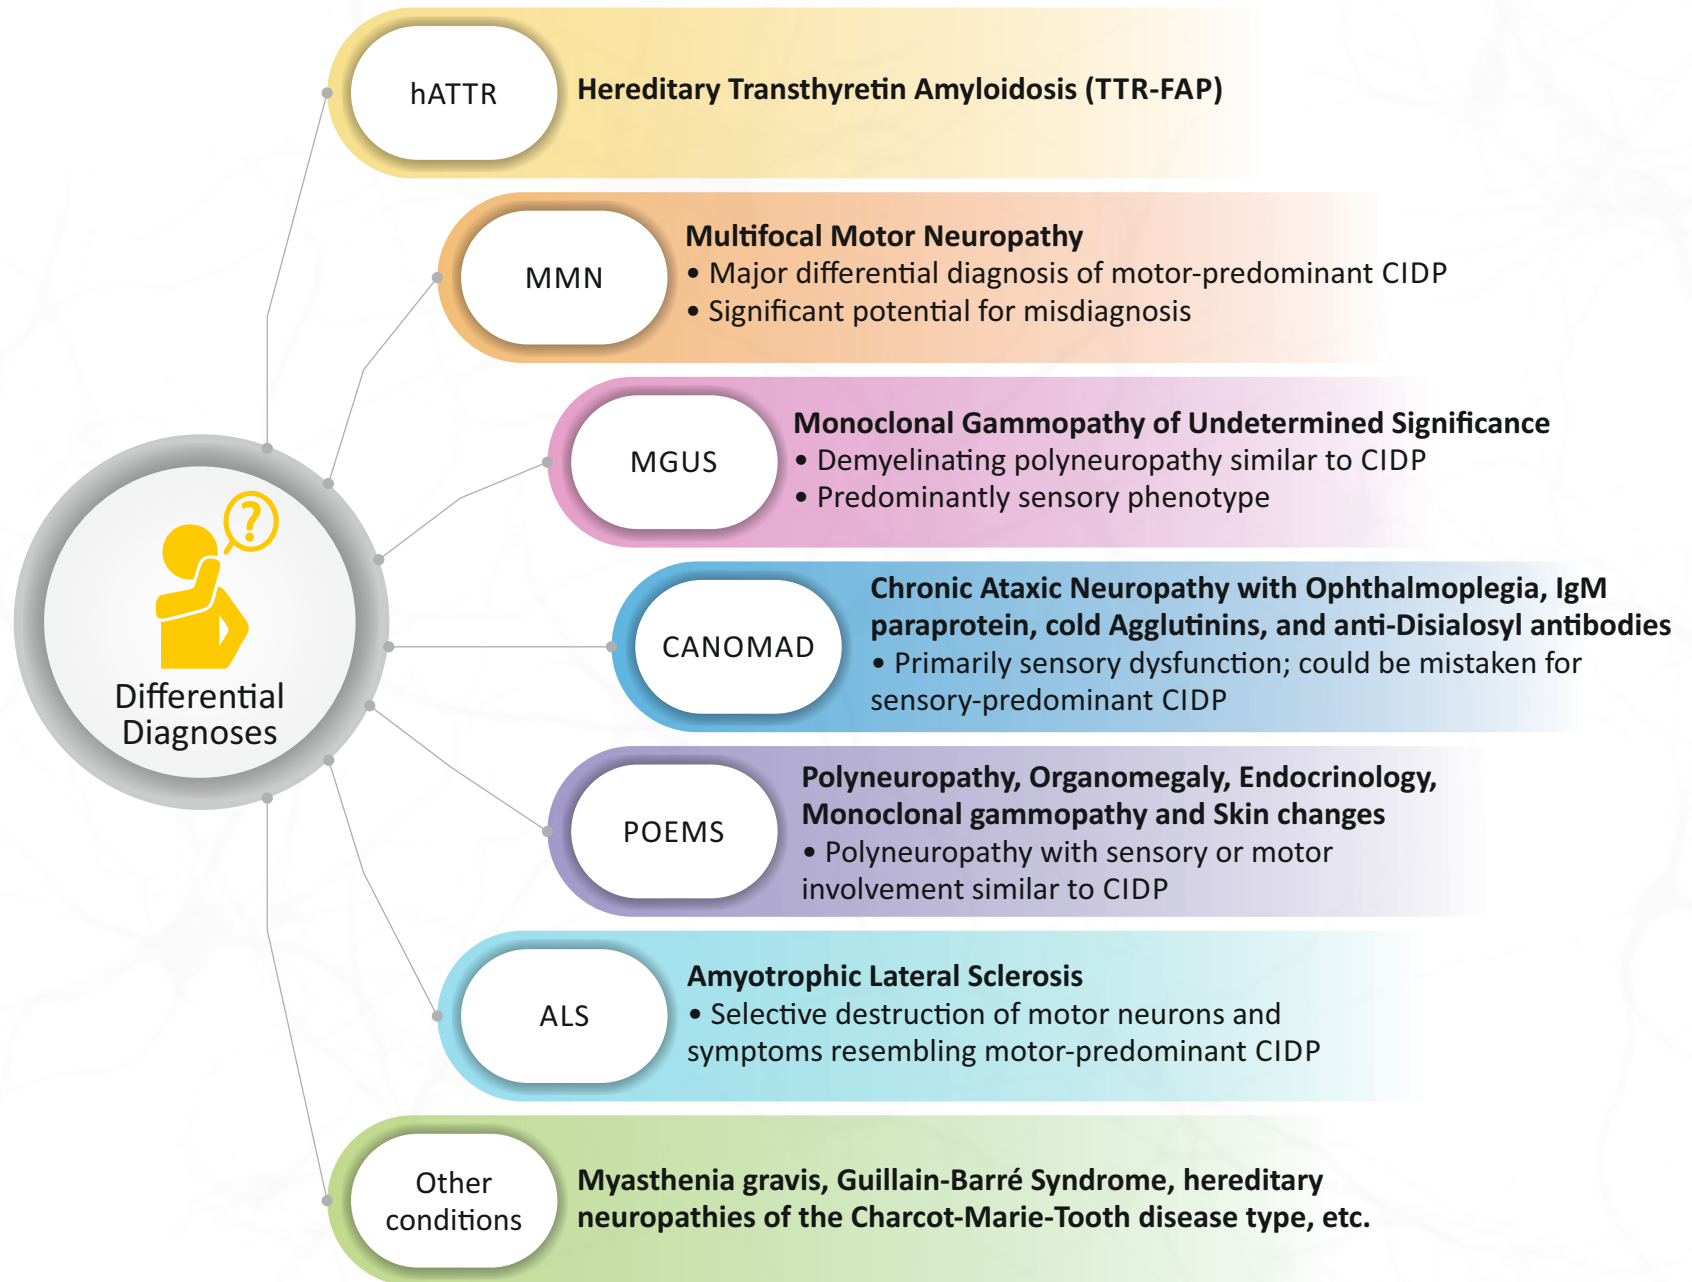 hATTR
Hereditary Transthyretin Amyloidosis (TTR-FAP)
MMN
Multifocal Motor Neuropathy
• Major differential diagnosis of motor-predominant CIDP
• Significant potential for misdiagnosis
MGUS
Monoclonal Gammopathy of Undetermined Significance
• Demyelinating polyneuropathy similar to CIDP
• Predominantly sensory phenotype
?
Differential
Diagnoses
CANOMAD
Chronic Ataxic Neuropathy with Ophthalmoplegia, IgM
paraprotein, cold Agglutinins, and anti-Disialosyl antibodies
• Primarily sensory dysfunction; could be mistaken for
sensory-predominant CIDP
POEMS
Polyneuropathy, Organomegaly, Endocrinology,
Monoclonal gammopathy and Skin changes
• Polyneuropathy with sensory or motor
involvement similar to CIDP
ALS
Amyotrophic Lateral Sclerosis
• Selective destruction of motor neurons and
symptoms resembling motor-predominant CIDP
Other
conditions
Myasthenia gravis, Guillain-Barré Syndrome, hereditary
neuropathies of the Charcot-Marie-Tooth disease type, etc.